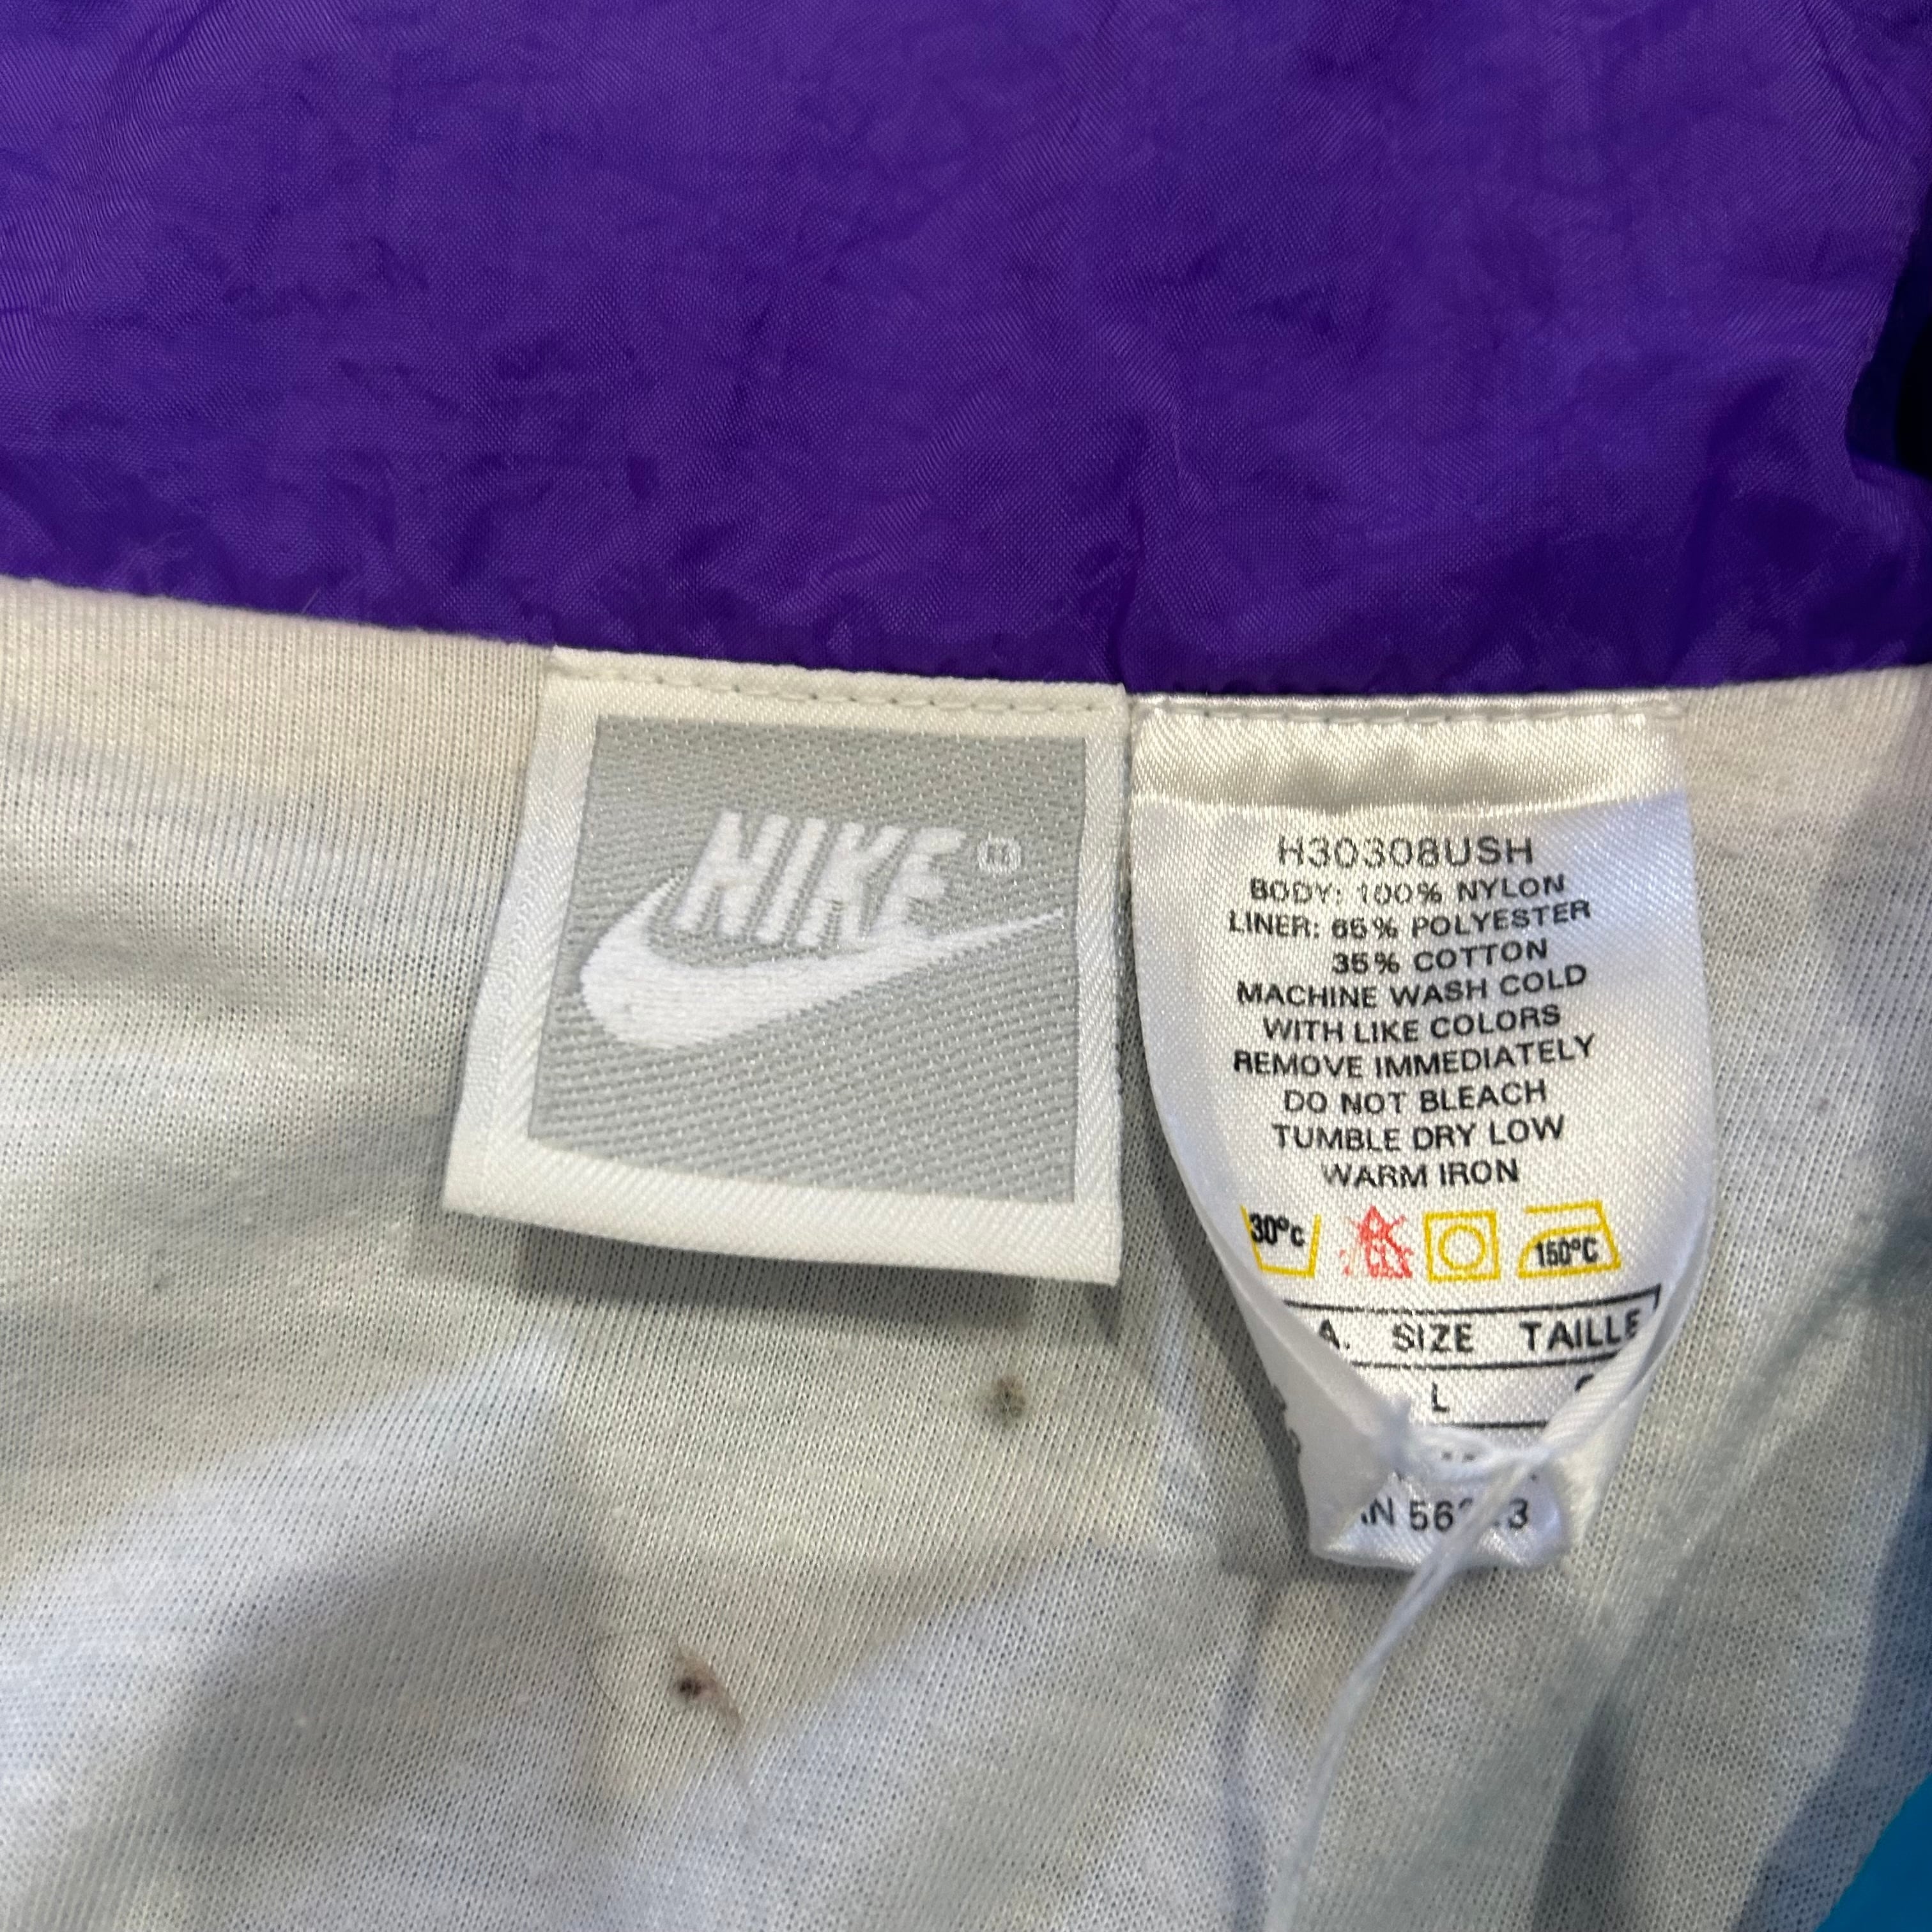 NIKE ®
H30308USH
BODY: 100% NYLON
LINER: 65% POLYESTER
35% COTTON
MACHINE WASH COLD
WITH LIKE COLORS
REMOVE IMMEDIATELY
DO NOT BLEACH
TUMBLE DRY LOW
WARM IRON
30°C CL 150°C
SIZE TAILLE
L